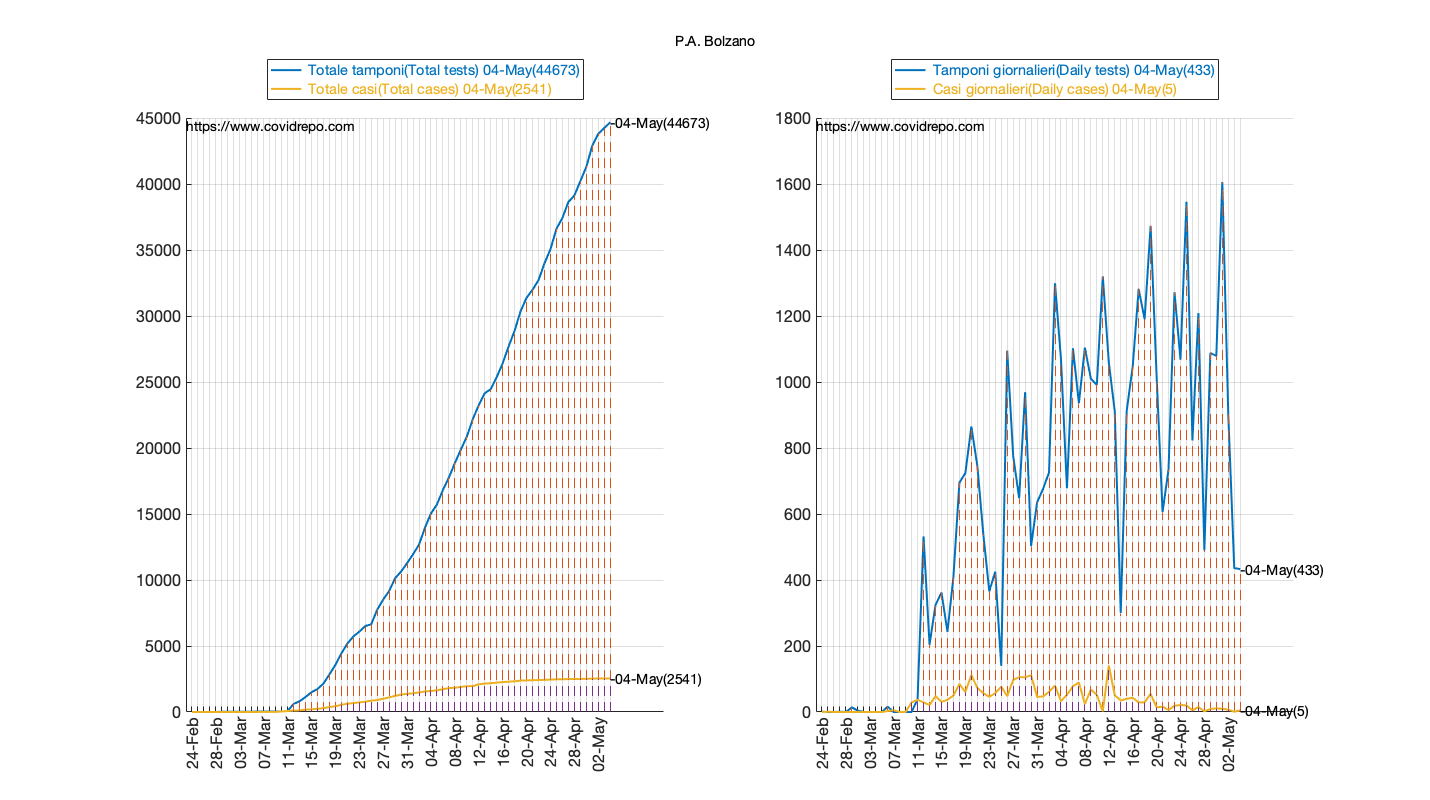 P.A. Bolzano
Totale tamponi(Total tests) 04-May(44673)
Totale casi(Total cases) 04-May(2541)
45000
40000
35000
30000
25000
20000
15000
10000
5000
0
https://www.covidrepo.com
04-May(44673)
04-May(2541)
24-Feb
28-Feb
03-Mar
07-Mar
11-Mar
15-Mar
19-Mar
23-Mar
27-Mar
31-Mar
04-Apr
08-Apr
12-Apr
16-Apr
20-Apr
24-Apr
28-Apr
02-May
Tamponi giornalieri(Daily tests) 04-May(433)
Casi giornalieri(Daily cases) 04-May(5)
1800
1600
1400
1200
1000
800
600
400
200
0
https://www.covidrepo.com
04-May(433)
04-May(5)
24-Feb
28-Feb
03-Mar
07-Mar
11-Mar
15-Mar
19-Mar
23-Mar
27-Mar
31-Mar
04-Apr
08-Apr
12-Apr
16-Apr
20-Apr
24-Apr
28-Apr
02-May